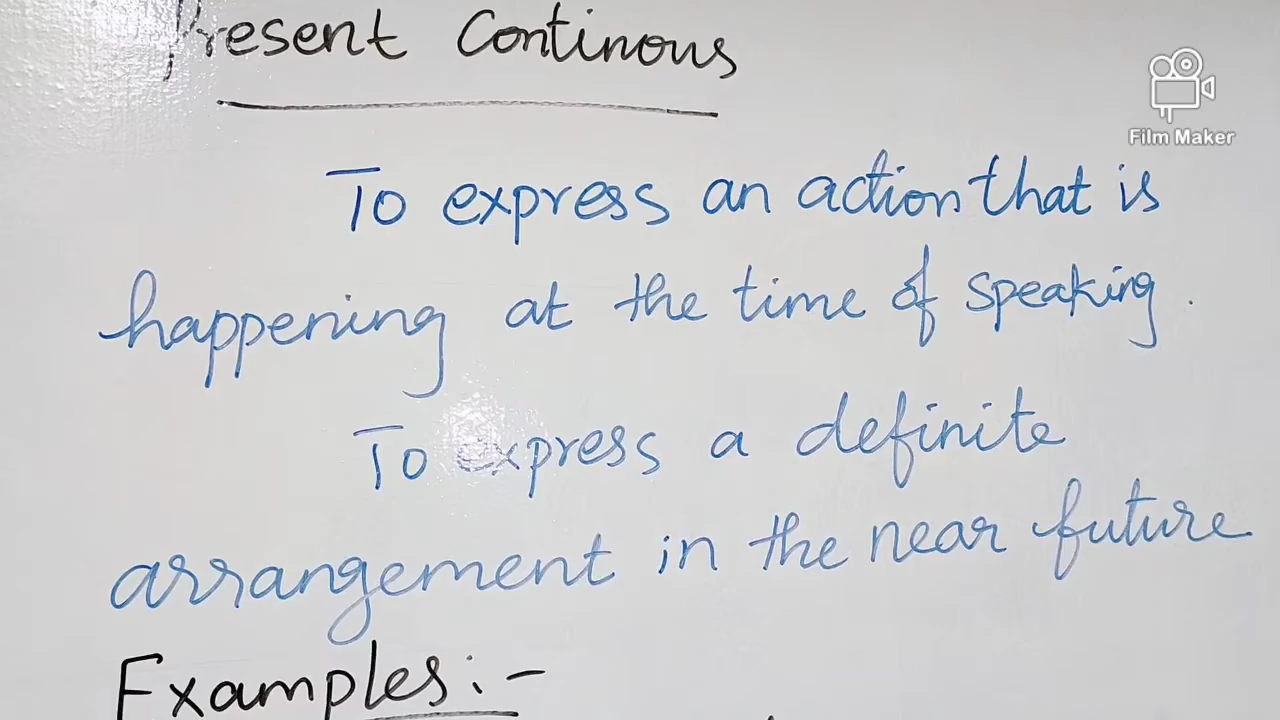 Present Continous
Film Maker
To express an action that is
happening at the time of speaking.
To express a definite
arrangement in the near future
Examples:-